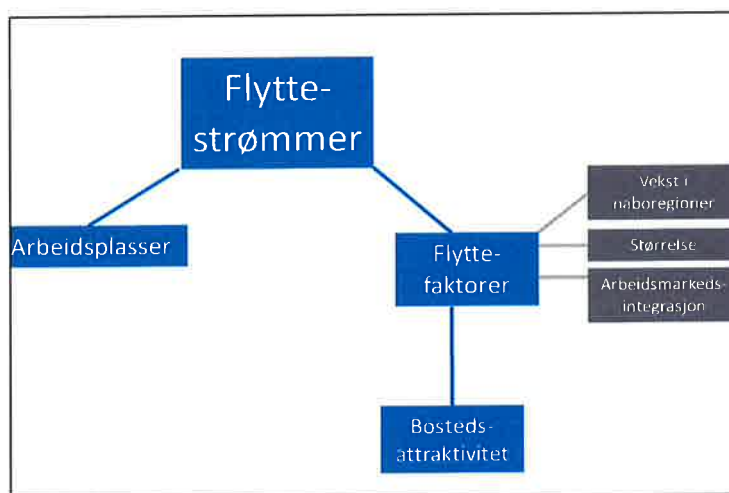 Flytte-
strømmer
Arbeidsplasser
Flytte-
faktorer
Vekst i
naboregioner
Størrelse
Arbeidsmarkeds-
integrasjon
Bosteds-
attraktivitet